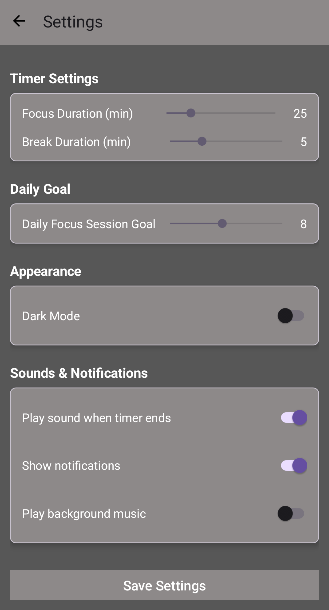 Settings
Timer Settings
Focus Duration (min) 25
Break Duration (min) 5
Daily Goal
Daily Focus Session Goal 8
Appearance
Dark Mode
Sounds & Notifications
Play sound when timer ends
Show notifications
Play background music
Save Settings